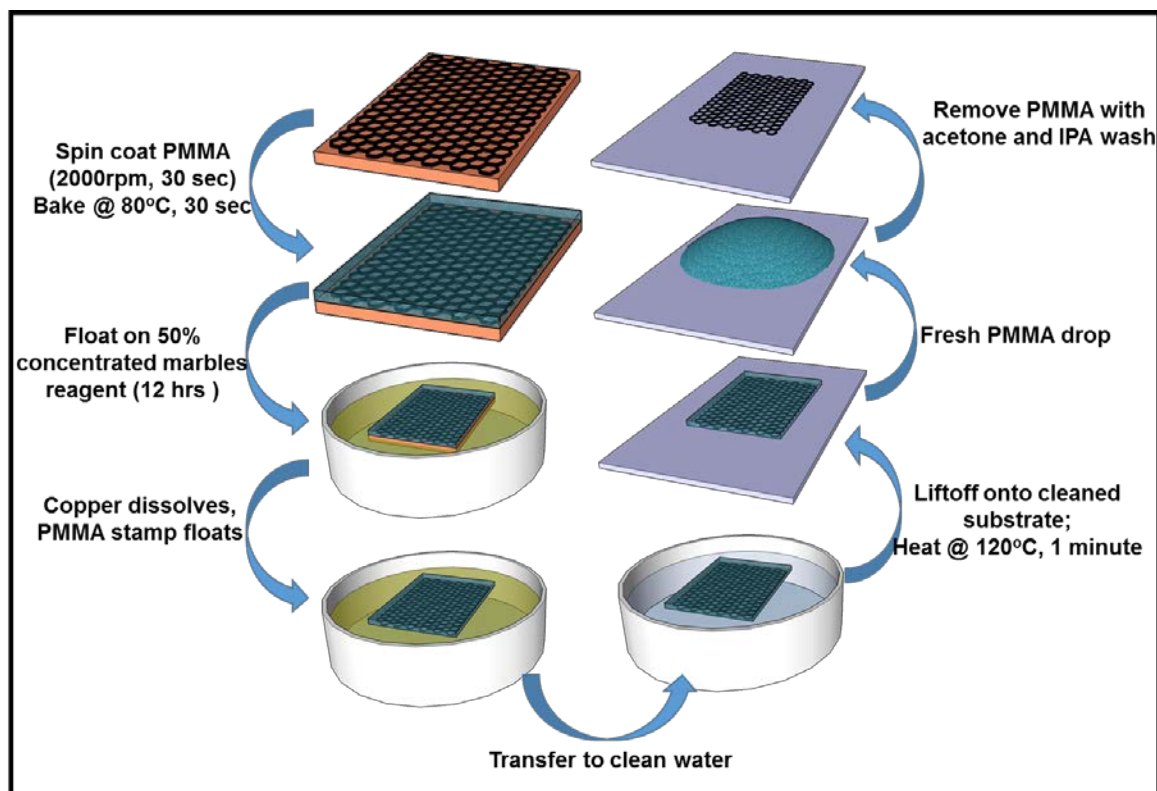 Spin coat PMMA
(2000rpm, 30 sec)
Bake @ 80°C, 30 sec
Float on 50%
concentrated marbles
reagent (12 hrs )
Copper dissolves,
PMMA stamp floats
Transfer to clean water
Liftoff onto cleaned
substrate;
Heat @ 120°C, 1 minute
Fresh PMMA drop
Remove PMMA with
acetone and IPA wash